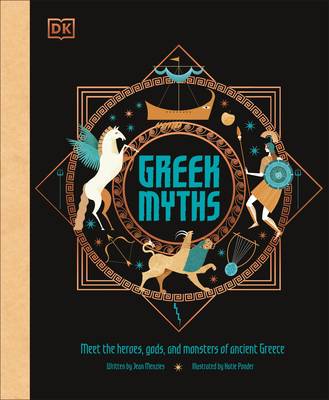 DK
GREEK
MYTHS
Meet the heroes, gods, and monsters of ancient Greece
Written by Jean Menzies
Illustrated by Katie Ponder